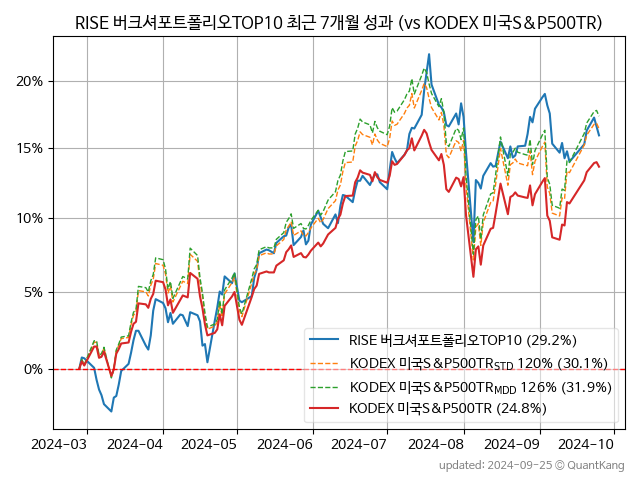 RISE 버크셔포트폴리오TOP10 최근 7개월 성과 (vs KODEX 미국S&P500TR)
20%
15%
10%
5%
0%
RISE 버크셔포트폴리오TOP10 (29.2%)
KODEX 미국S&P500TR_STD 120% (30.1%)
KODEX 미국S&P500TR_MDD 126% (31.9%)
KODEX 미국S&P500TR (24.8%)
2024-03 2024-04 2024-05 2024-06 2024-07 2024-08 2024-09 2024-10
updated: 2024-09-25 © QuantKang